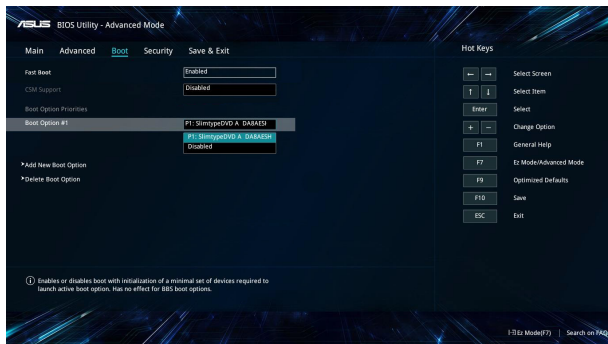 ASUS BIOS Utility - Advanced Mode
Main Advanced Boot Security Save & Exit
Hot Keys
Fast Boot Enabled
CSM Support Disabled
Boot Option Priorities
Boot Option #1 P1: SlimtypeDVD A DA8AESH
P1: SlimtypeDVD A DA8AESH
Disabled
>Add New Boot Option
>Delete Boot Option
← → Select Screen
↑ ↓ Select Item
Enter Select
+ − Change Option
F1 General Help
F7 Ez Mode/Advanced Mode
F9 Optimized Defaults
F10 Save
ESC Exit
Enables or disables boot with initialization of a minimal set of devices required to
launch active boot option. Has no effect for BBS boot options.
Ez Mode(F7) | Search on FAQ